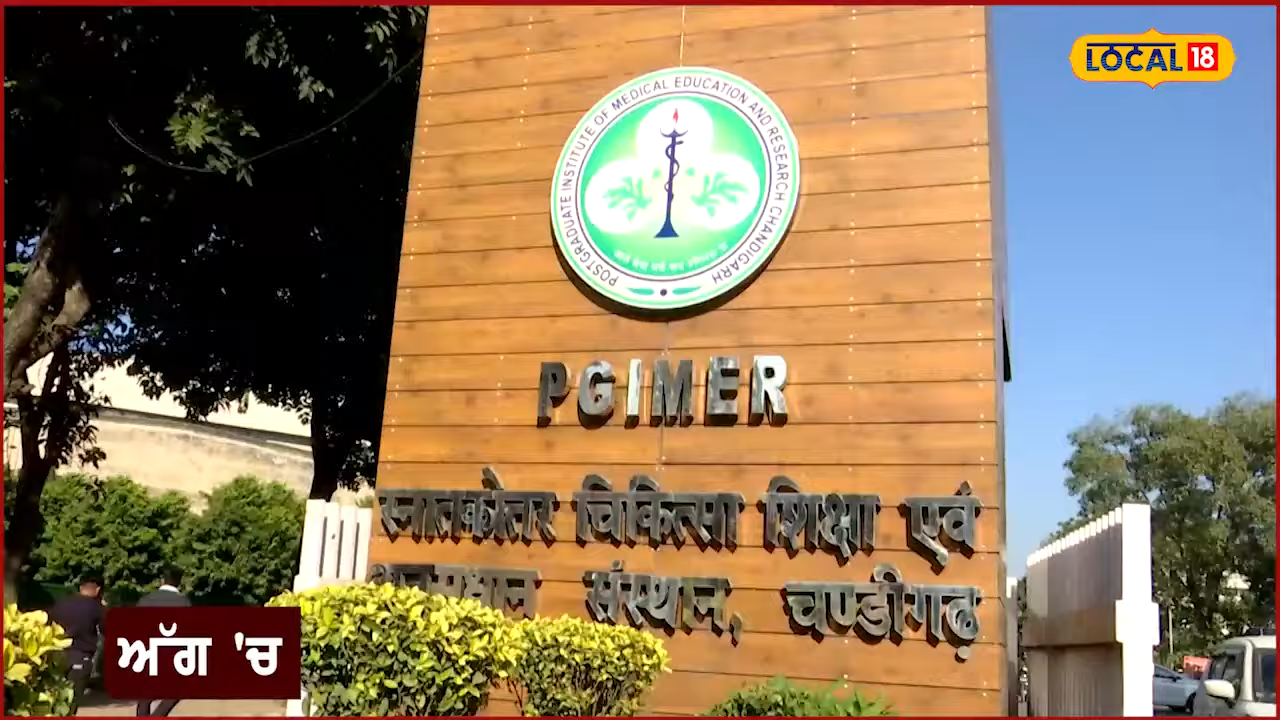 LOCAL 18
POSTGRADUATE INSTITUTE OF MEDICAL EDUCATION AND RESEARCH CHANDIGARH
PGIMER
स्नातकोतर चिकित्सा शिक्षा एवं
संस्थान, चण्डीगढ़
ਅੱਗ 'ਚ